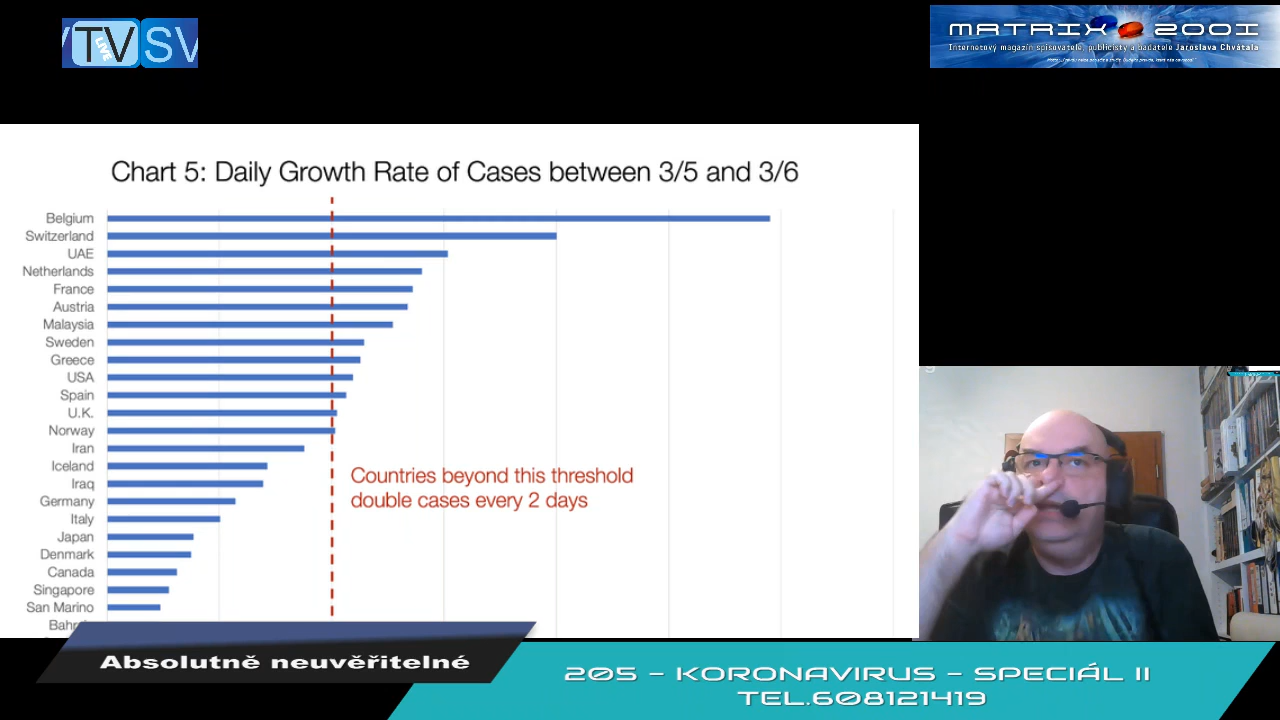 TV
LIVE
SV
MATRIX 2001
Internetový magazín spisovatele, publicisty a badatele Jaroslava Chvátala
Chart 5: Daily Growth Rate of Cases between 3/5 and 3/6
Belgium
Switzerland
UAE
Netherlands
France
Austria
Malaysia
Sweden
Greece
USA
Spain
U.K.
Norway
Iran
Iceland
Iraq
Germany
Italy
Japan
Denmark
Canada
Singapore
San Marino
Countries beyond this threshold
double cases every 2 days
Absolutně neuvěřitelné
205 - KORONAVIRUS - SPECIÁL II
TEL.608121419